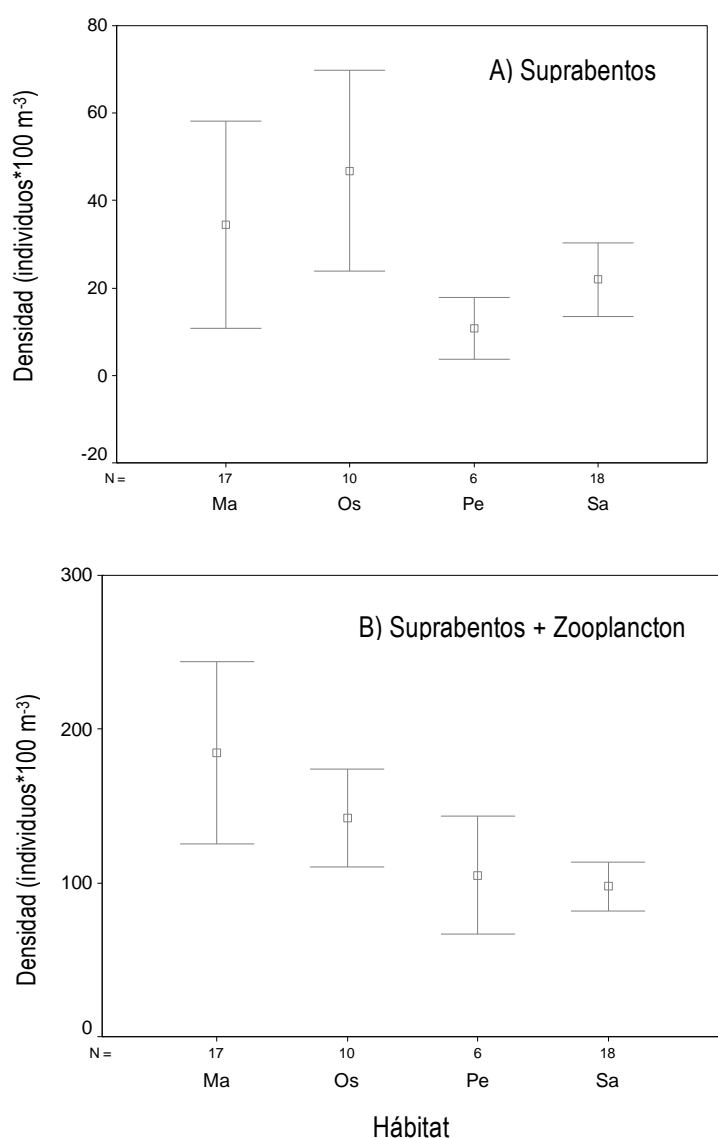 80
A) Suprabentos
60
40
20
0
-20
Densidad (individuos*100 m-3)
N = 17 10 6 18
Ma Os Pe Sa
300
B) Suprabentos + Zooplancton
200
100
0
Densidad (individuos*100 m-3)
N = 17 10 6 18
Ma Os Pe Sa
Hábitat